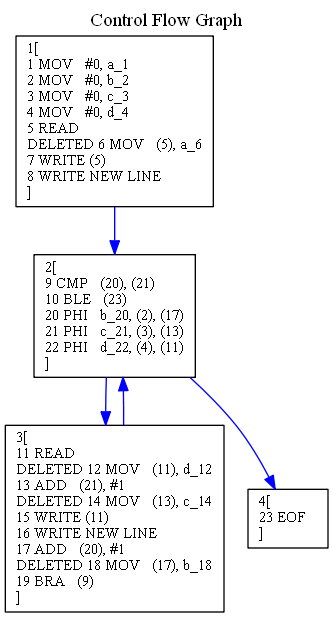 Control Flow Graph
1[
1 MOV #0, a_1
2 MOV #0, b_2
3 MOV #0, c_3
4 MOV #0, d_4
5 READ
DELETED 6 MOV (5), a_6
7 WRITE (5)
8 WRITE NEW LINE
]
2[
9 CMP (20), (21)
10 BLE (23)
20 PHI b_20, (2), (17)
21 PHI c_21, (3), (13)
22 PHI d_22, (4), (11)
]
3[
11 READ
DELETED 12 MOV (11), d_12
13 ADD (21), #1
DELETED 14 MOV (13), c_14
15 WRITE (11)
16 WRITE NEW LINE
17 ADD (20), #1
DELETED 18 MOV (17), b_18
19 BRA (9)
]
4[
23 EOF
]